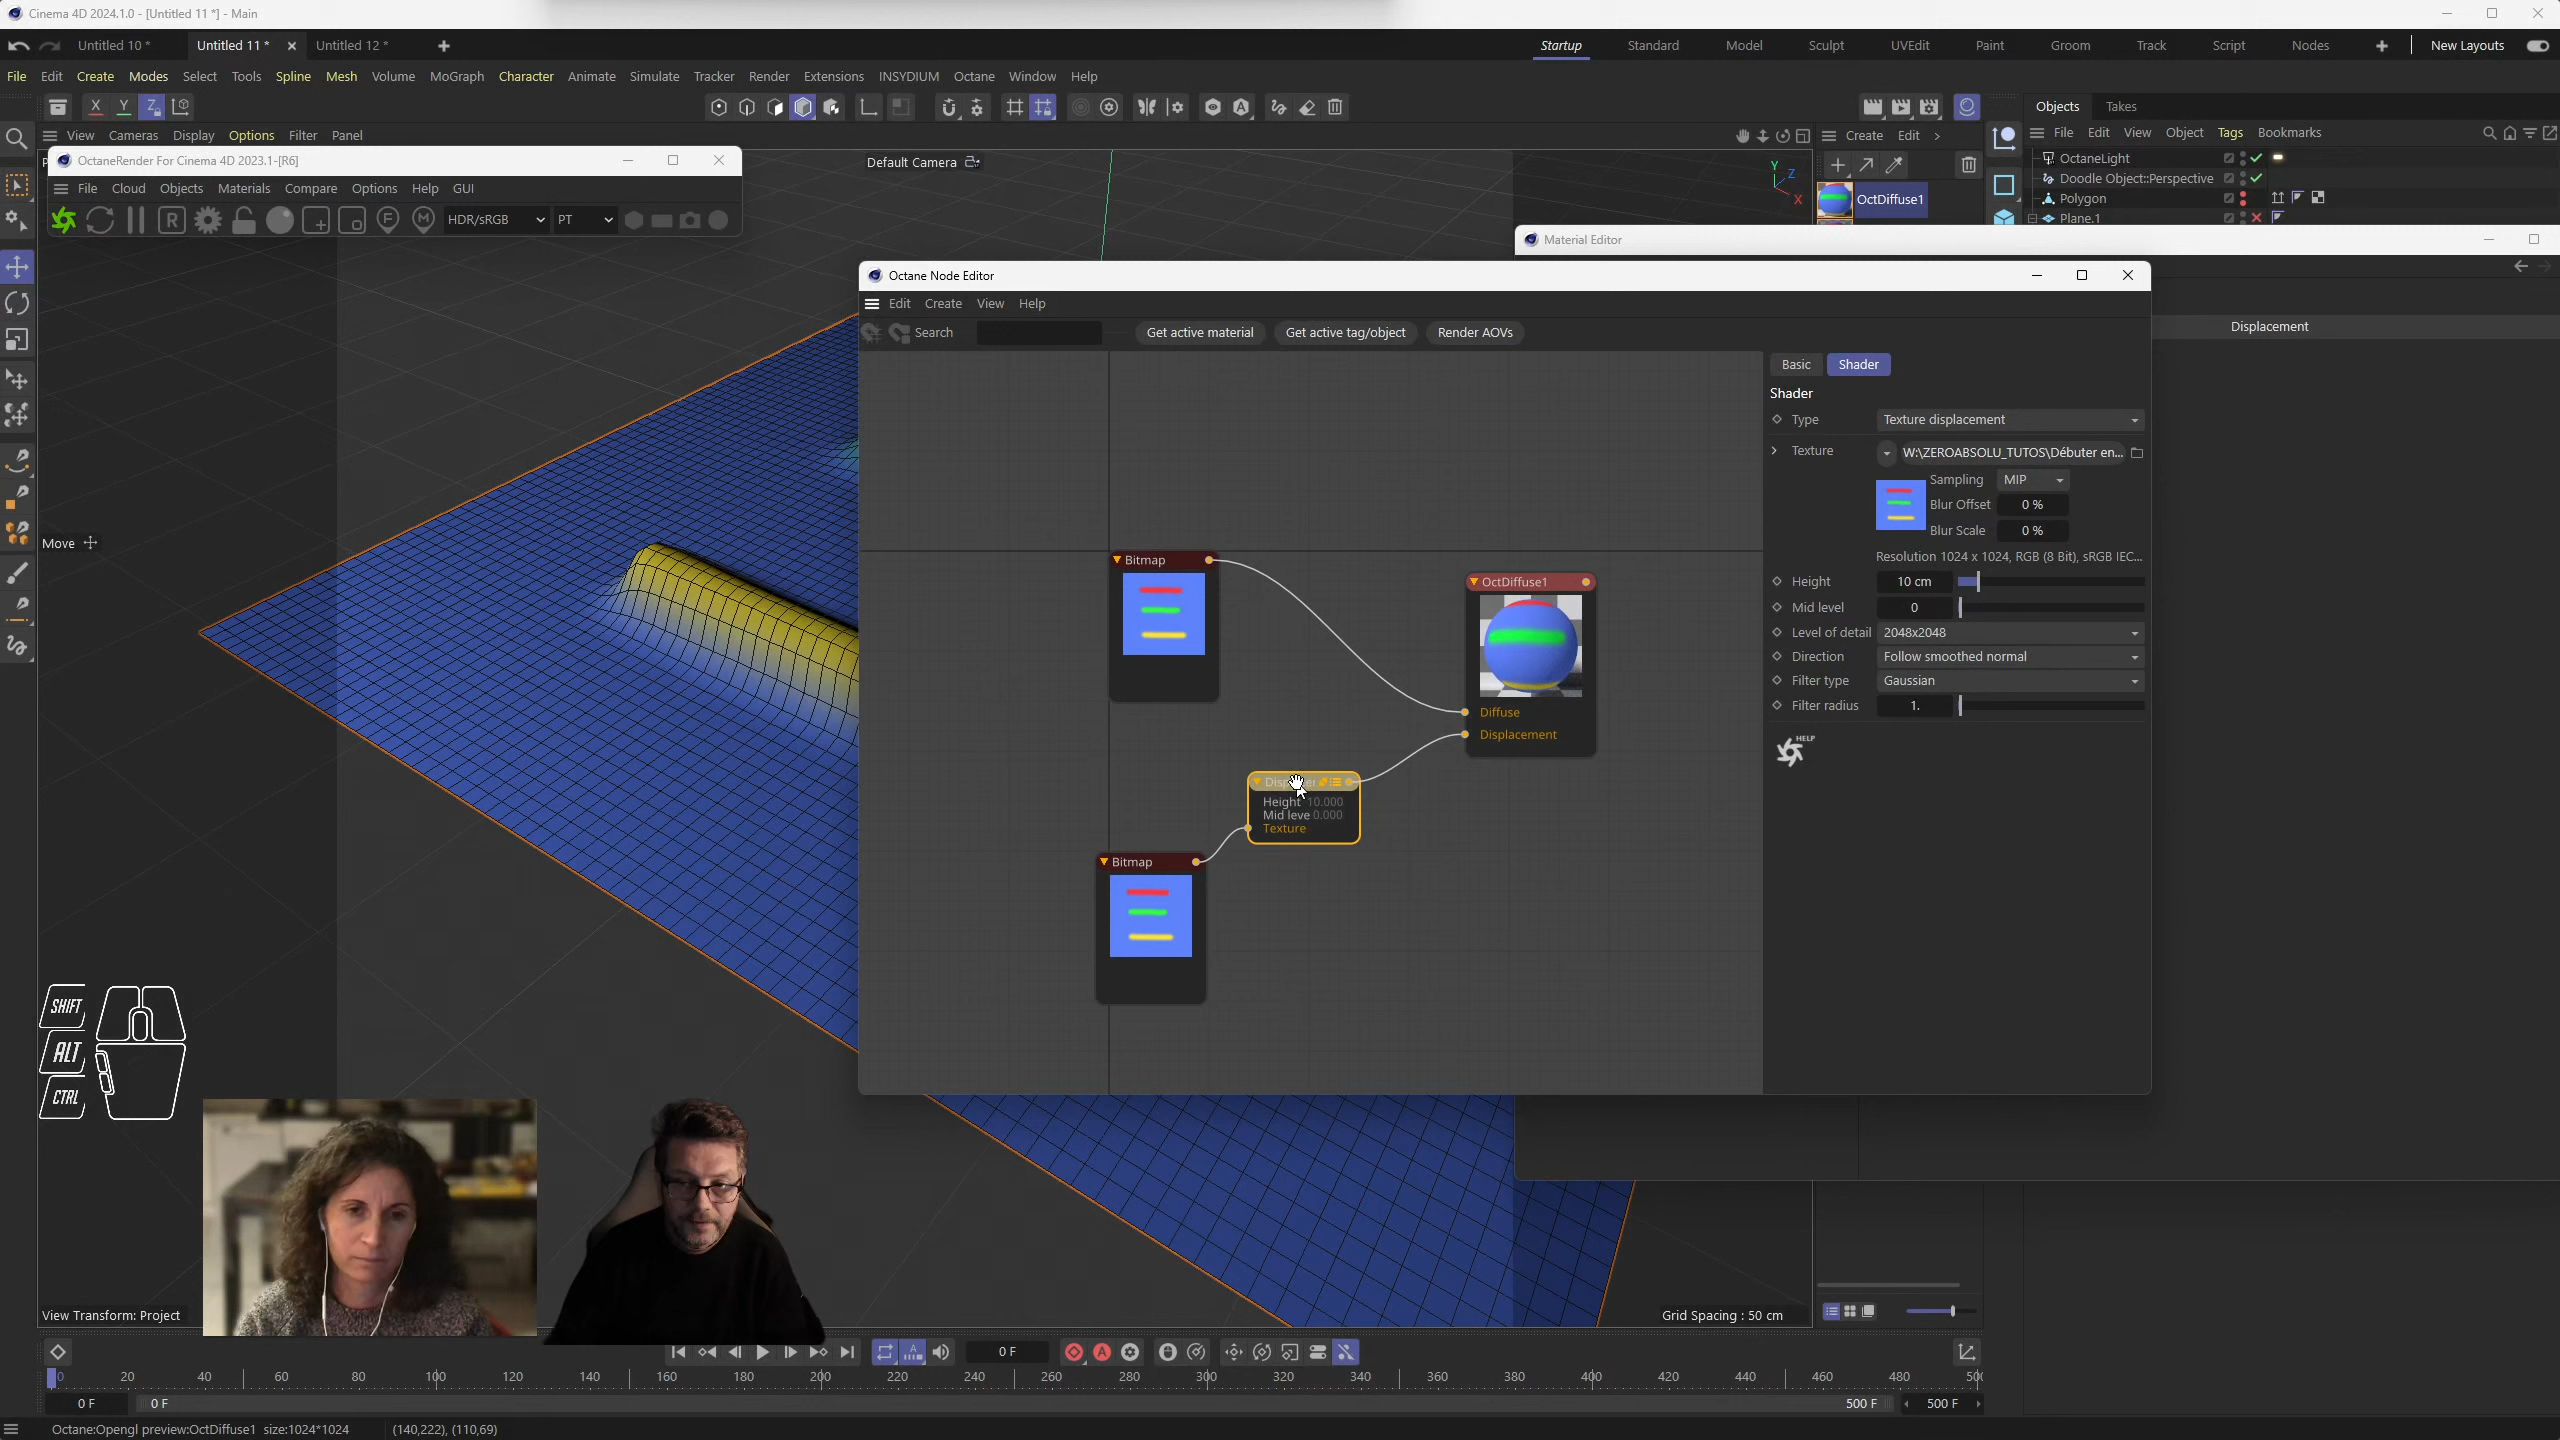 Cinema 4D 2024.1.0 - [Untitled 11 *] - Main
Untitled 10 *
Untitled 11 *
Untitled 12 *
Startup
Standard
Model
Sculpt
UVEdit
Paint
Groom
Track
Script
Nodes
New Layouts
File Edit Create Modes Select Tools Spline Mesh Volume MoGraph Character Animate Simulate Tracker Render Extensions INSYDIUM Octane Window Help
X Y Z
Objects Takes
View Cameras Display Options Filter Panel
Create Edit
File Edit View Object Tags Bookmarks
OctaneRender For Cinema 4D 2023.1-[R6]
Default Camera
Y
Z
X
File Cloud Objects Materials Compare Options Help GUI
HDR/sRGB
PT
OctDiffuse1
OctaneLight
Doodle Object::Perspective
Polygon
Plane.1
Material Editor
Displacement
Octane Node Editor
Edit Create View Help
Search
Get active material
Get active tag/object
Render AOVs
Basic
Shader
Shader
Type Texture displacement
Texture W:\ZEROABSOLU_TUTOS\Débuter en...
Sampling MIP
Blur Offset 0 %
Blur Scale 0 %
Resolution 1024 x 1024, RGB (8 Bit), sRGB IEC...
Height 10 cm
Mid level 0
Level of detail 2048x2048
Direction Follow smoothed normal
Filter type Gaussian
Filter radius 1.
HELP
Bitmap
OctDiffuse1
Diffuse
Displacement
Height 10.000
Mid leve 0.000
Texture
Bitmap
Move
SHIFT
ALT
CTRL
View Transform: Project
Grid Spacing : 50 cm
0 F
0 20 40 60 80 100 120 140 160 180 200 220 240 260 280 300 320 340 360 380 400 420 440 460 480 50
0 F
0 F
500 F
500 F
Octane:Opengl preview:OctDiffuse1 size:1024*1024
(140,222), (110,69)